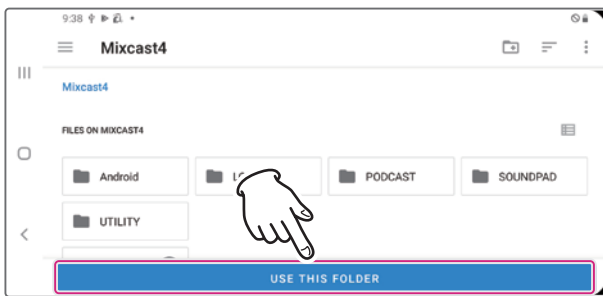 9:38
Mixcast4
Mixcast4
FILES ON MIXCAST4
Android
PODCAST
SOUNDPAD
UTILITY
USE THIS FOLDER